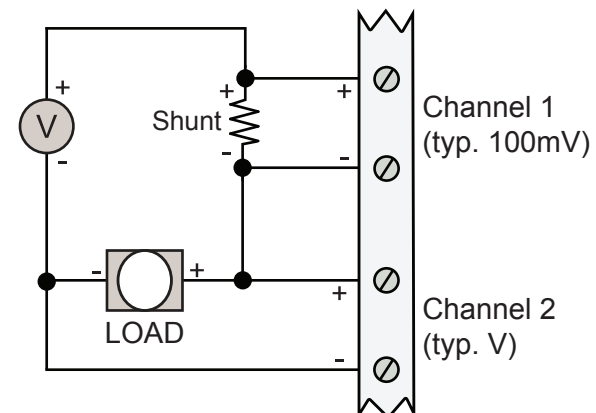 +
+
+
Shunt
V
Channel 1
(typ. 100mV)
-
-
-
-
+
LOAD
+
Channel 2
(typ. V)
-